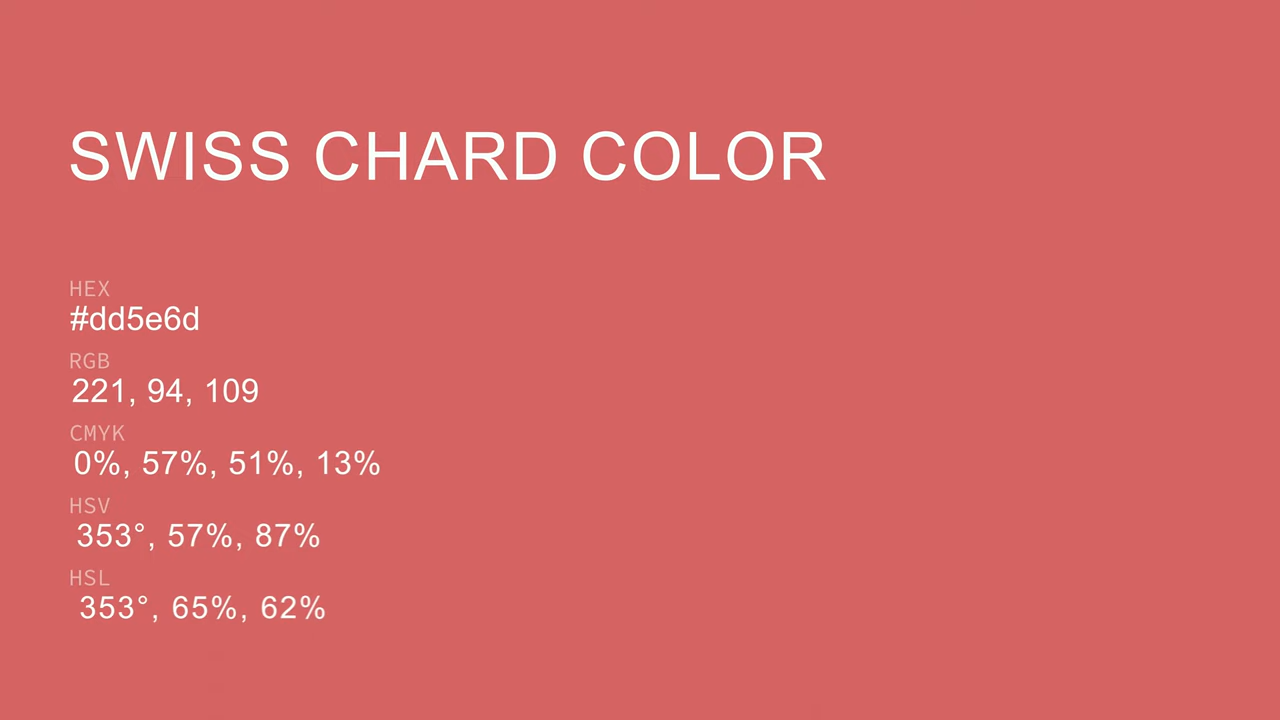 SWISS CHARD COLOR
HEX
#dd5e6d
RGB
221, 94, 109
CMYK
0%, 57%, 51%, 13%
HSV
353°, 57%, 87%
HSL
353°, 65%, 62%